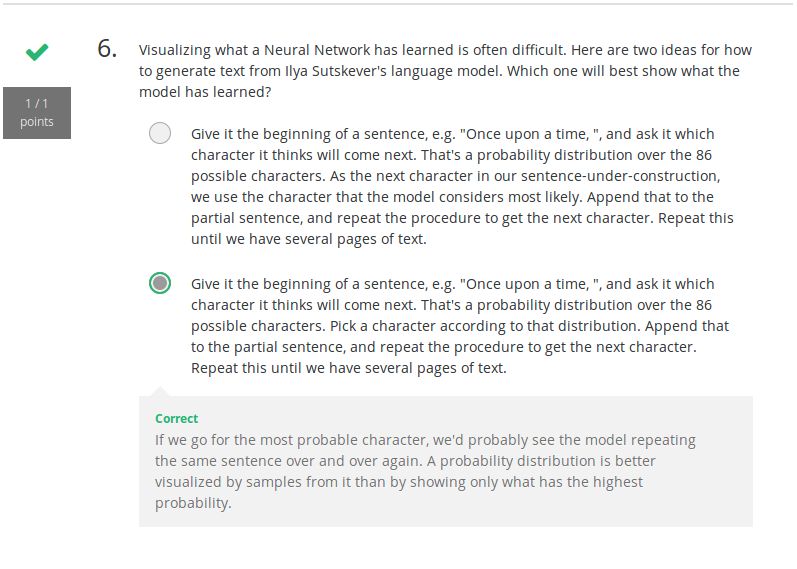 6. Visualizing what a Neural Network has learned is often difficult. Here are two ideas for how
to generate text from Ilya Sutskever's language model. Which one will best show what the
model has learned?
1 / 1
points
Give it the beginning of a sentence, e.g. "Once upon a time, ", and ask it which
character it thinks will come next. That's a probability distribution over the 86
possible characters. As the next character in our sentence-under-construction,
we use the character that the model considers most likely. Append that to the
partial sentence, and repeat the procedure to get the next character. Repeat this
until we have several pages of text.
Give it the beginning of a sentence, e.g. "Once upon a time, ", and ask it which
character it thinks will come next. That's a probability distribution over the 86
possible characters. Pick a character according to that distribution. Append that
to the partial sentence, and repeat the procedure to get the next character.
Repeat this until we have several pages of text.
Correct
If we go for the most probable character, we'd probably see the model repeating
the same sentence over and over again. A probability distribution is better
visualized by samples from it than by showing only what has the highest
probability.